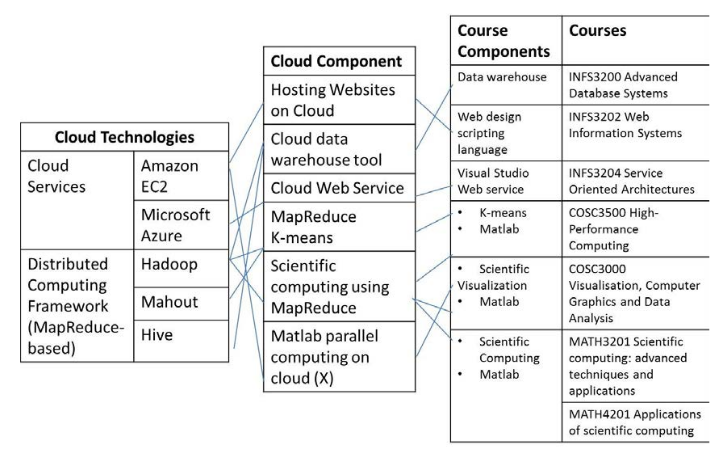 Cloud Technologies
Cloud
Services
Amazon
EC2
Microsoft
Azure
Distributed
Computing
Framework
(MapReduce-
based)
Hadoop
Mahout
Hive
Cloud Component
Hosting Websites
on Cloud
Cloud data
warehouse tool
Cloud Web Service
MapReduce
K-means
Scientific
computing using
MapReduce
Matlab parallel
computing on
cloud (X)
Course
Components
Courses
Data warehouse
INFS3200 Advanced
Database Systems
Web design
scripting
language
INFS3202 Web
Information Systems
Visual Studio
Web service
INFS3204 Service
Oriented Architectures
• K-means
• Matlab
COSC3500 High-
Performance
Computing
• Scientific
Visualization
• Matlab
COSC3000
Visualisation, Computer
Graphics and Data
Analysis
• Scientific
Computing
• Matlab
MATH3201 Scientific
computing: advanced
techniques and
applications
MATH4201 Applications
of scientific computing